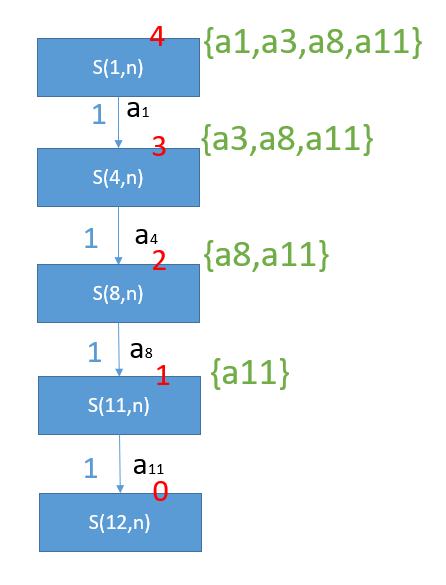 4 {a1,a3,a8,a11}
S(1,n)
1 a1
3 {a3,a8,a11}
S(4,n)
1 a4
2 {a8,a11}
S(8,n)
1 a8
1 {a11}
S(11,n)
1 a11
0
S(12,n)